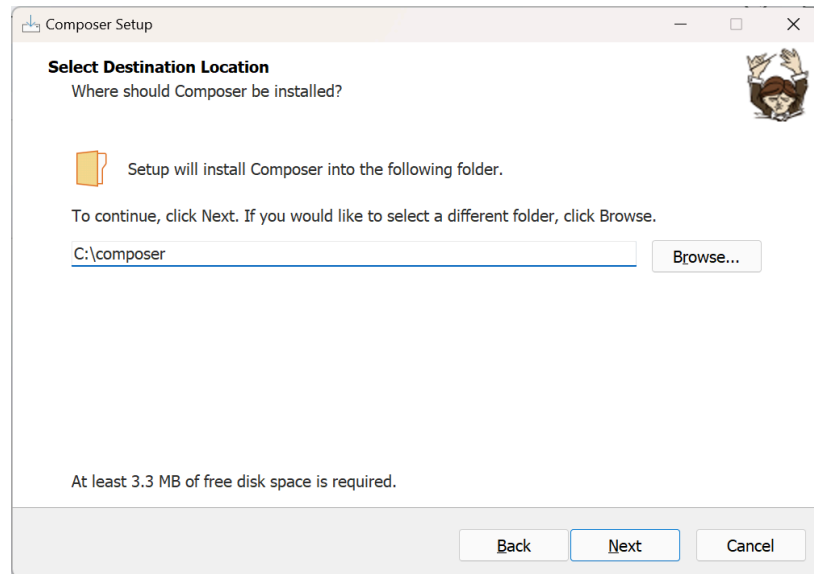 Composer Setup
Select Destination Location
Where should Composer be installed?
Setup will install Composer into the following folder.
To continue, click Next. If you would like to select a different folder, click Browse.
C:\composer
Browse...
At least 3.3 MB of free disk space is required.
Back
Next
Cancel